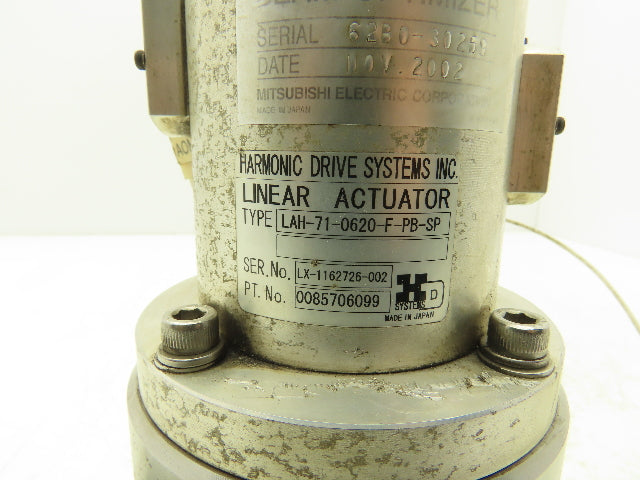 SERIAL 6280-30259
DATE NOV.2002
MITSUBISHI ELECTRIC CORPORATION
MADE IN JAPAN
HARMONIC DRIVE SYSTEMS INC.
LINEAR ACTUATOR
TYPE LAH-71-0620-F-PB-SP
SER.No. LX-1162726-002
PT.No. 0085706099
H D
SYSTEMS
MADE IN JAPAN